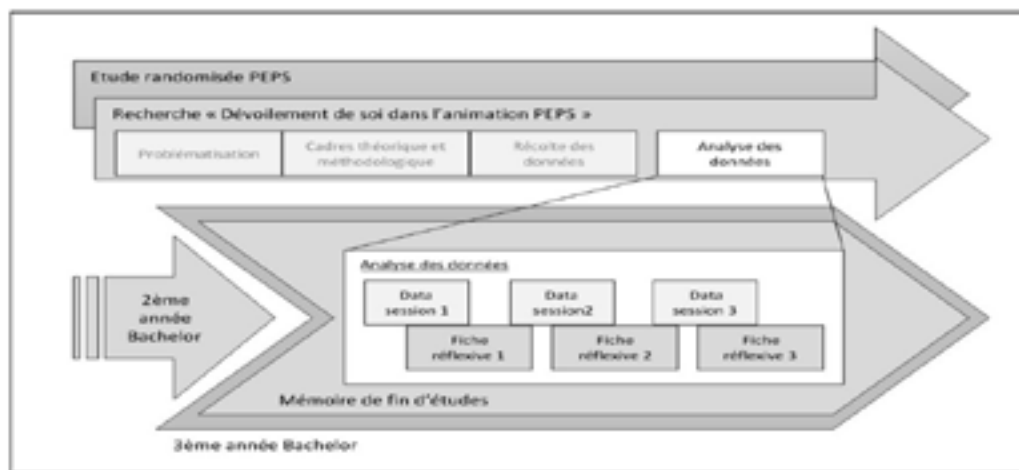 Etude randomisée PEPS
Recherche « Dévoilement de soi dans l'animation PEPS »
Problématisation
Cadres théorique et
méthodologique
Récolte des
données
Analyse des
données
Analyse des données
Data
session 1
Data
session2
Data
session 3
Fiche
réflexive 1
Fiche
réflexive 2
Fiche
réflexive 3
2ème
année
Bachelor
Mémoire de fin d'études
3ème année Bachelor